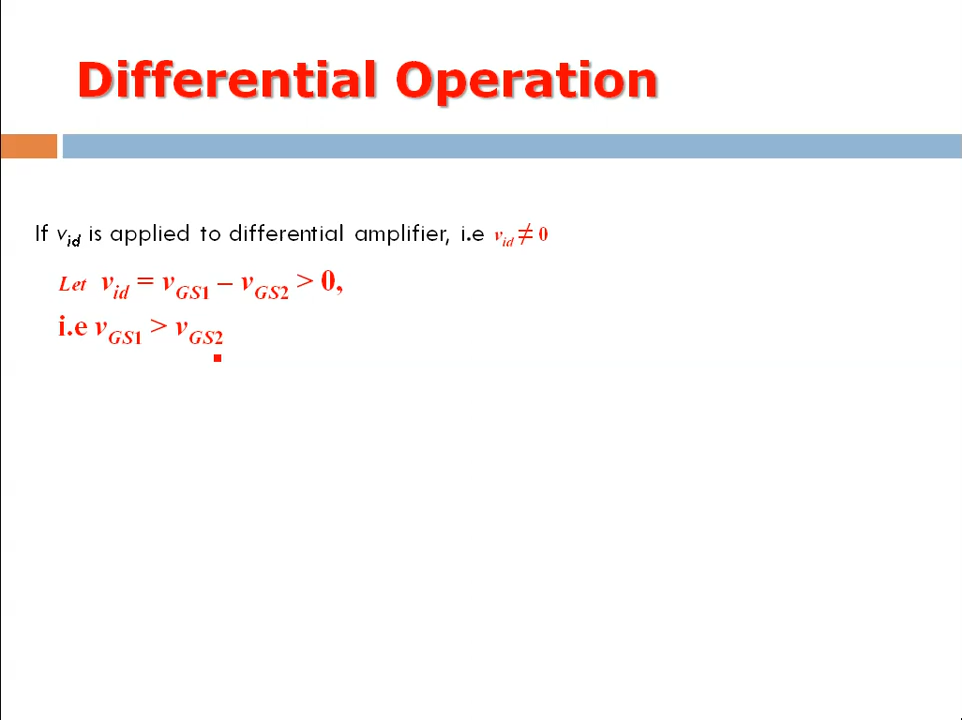 Differential Operation
If v_id is applied to differential amplifier, i.e v_id ≠ 0
Let v_id = v_GS1 – v_GS2 > 0,
i.e v_GS1 > v_GS2